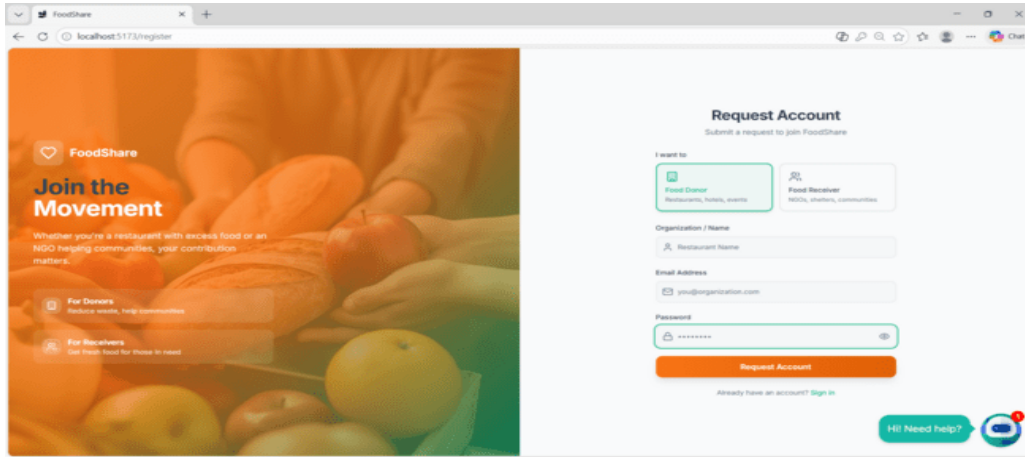 FoodShare
localhost:5173/register
Chat
FoodShare
Join the
Movement
Whether you're a restaurant with excess food or an
NGO helping communities, your contribution
matters.
For Donors
Reduce waste, help communities
For Receivers
Get fresh food for those in need
Request Account
Submit a request to join FoodShare
I want to
Food Donor
Restaurants, hotels, events
Food Receiver
NGOs, shelters, communities
Organization / Name
Restaurant Name
Email Address
you@organization.com
Password
Request Account
Already have an account? Sign in
Hi! Need help?
1